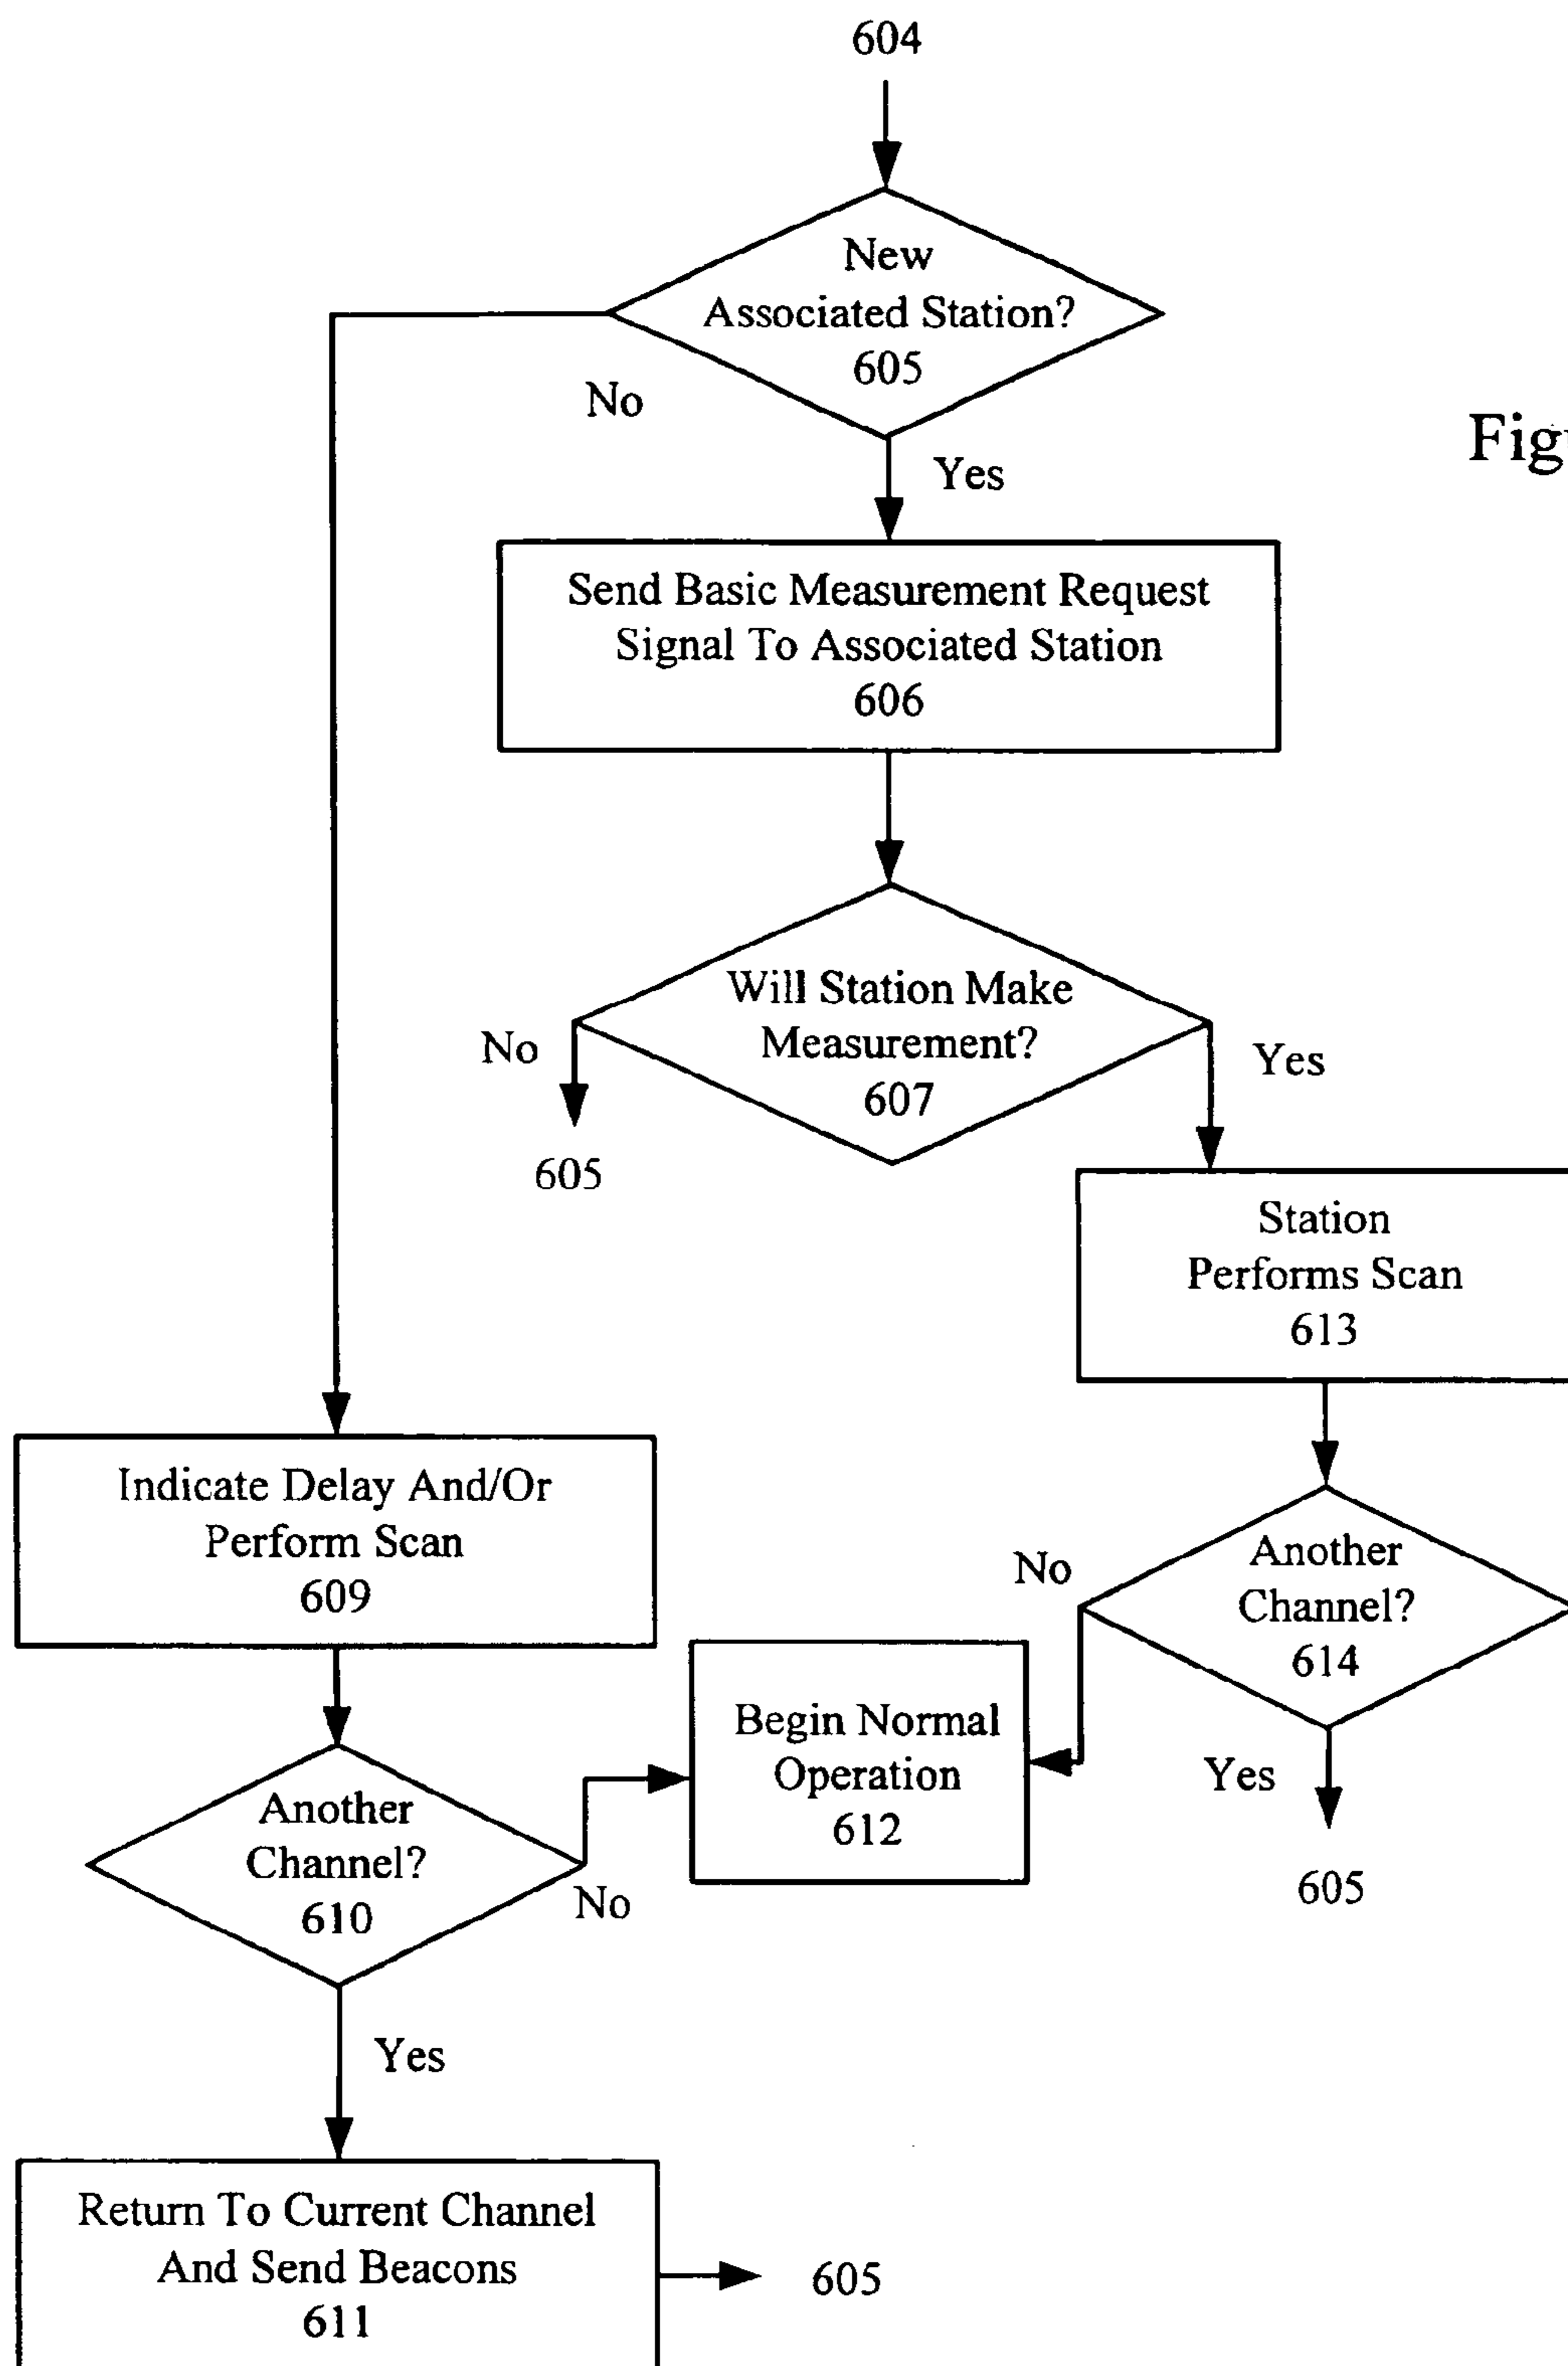 604
New
Associated Station?
605
No
Yes
Send Basic Measurement Request
Signal To Associated Station
606
Will Station Make
Measurement?
607
No
605
Yes
Station
Performs Scan
613
Indicate Delay And/Or
Perform Scan
609
Another
Channel?
614
No
Yes
605
Begin Normal
Operation
612
Another
Channel?
610
No
Yes
Return To Current Channel
And Send Beacons
611
605